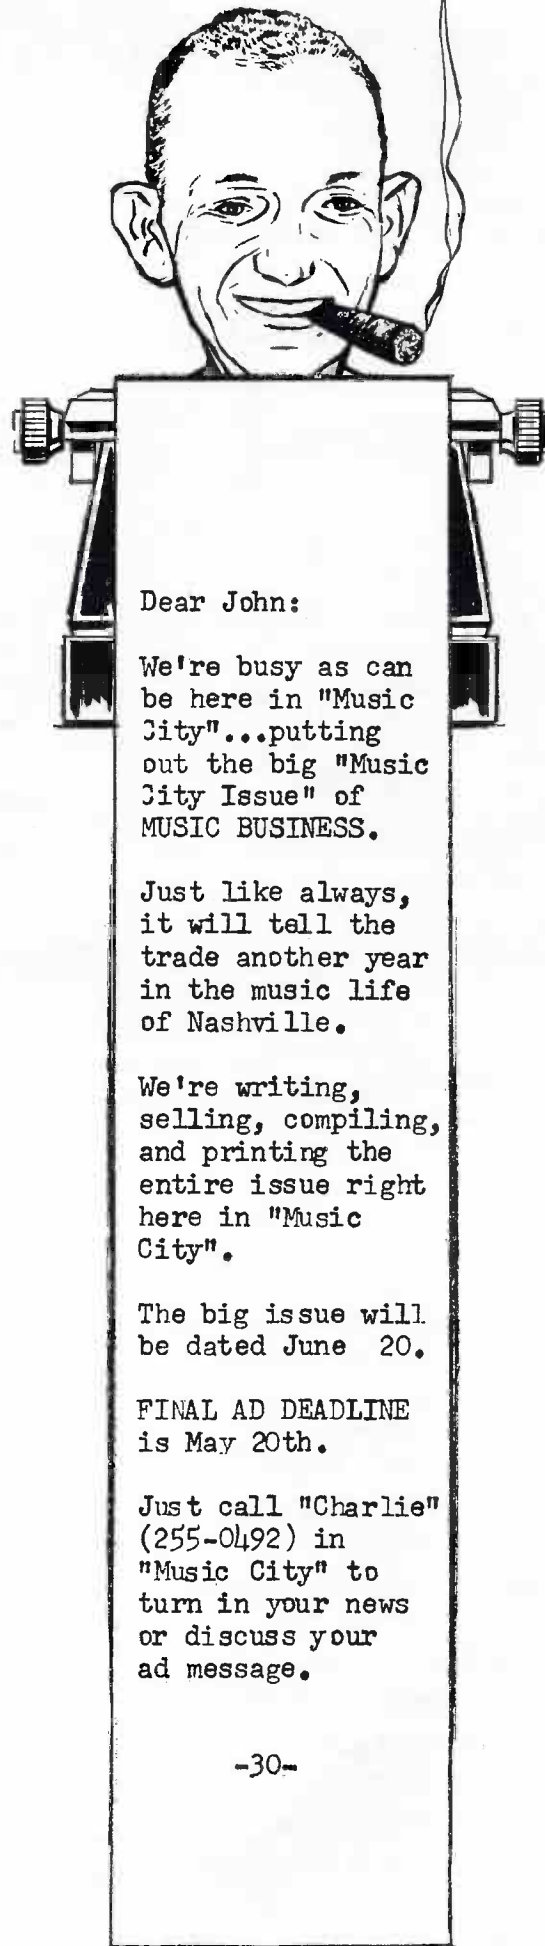 Dear John:
We're busy as can
be here in "Music
City"...putting
out the big "Music
City Issue" of
MUSIC BUSINESS.
Just like always,
it will tell the
trade another year
in the music life
of Nashville.
We're writing,
selling, compiling,
and printing the
entire issue right
here in "Music
City".
The big issue will
be dated June 20.
FINAL AD DEADLINE
is May 20th.
Just call "Charlie"
(255-0492) in
"Music City" to
turn in your news
or discuss your
ad message.
-30-